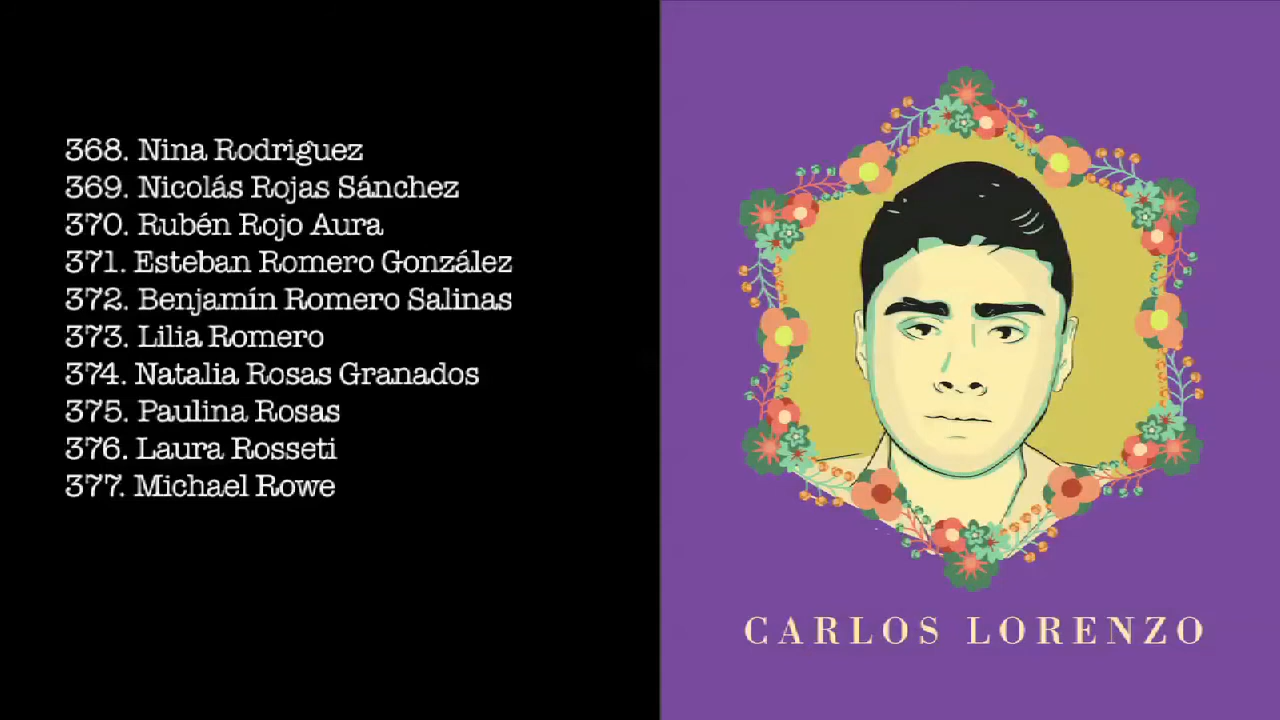 368. Nina Rodriguez
369. Nicolás Rojas Sánchez
370. Rubén Rojo Aura
371. Esteban Romero González
372. Benjamín Romero Salinas
373. Lilia Romero
374. Natalia Rosas Granados
375. Paulina Rosas
376. Laura Rosseti
377. Michael Rowe
CARLOS LORENZO